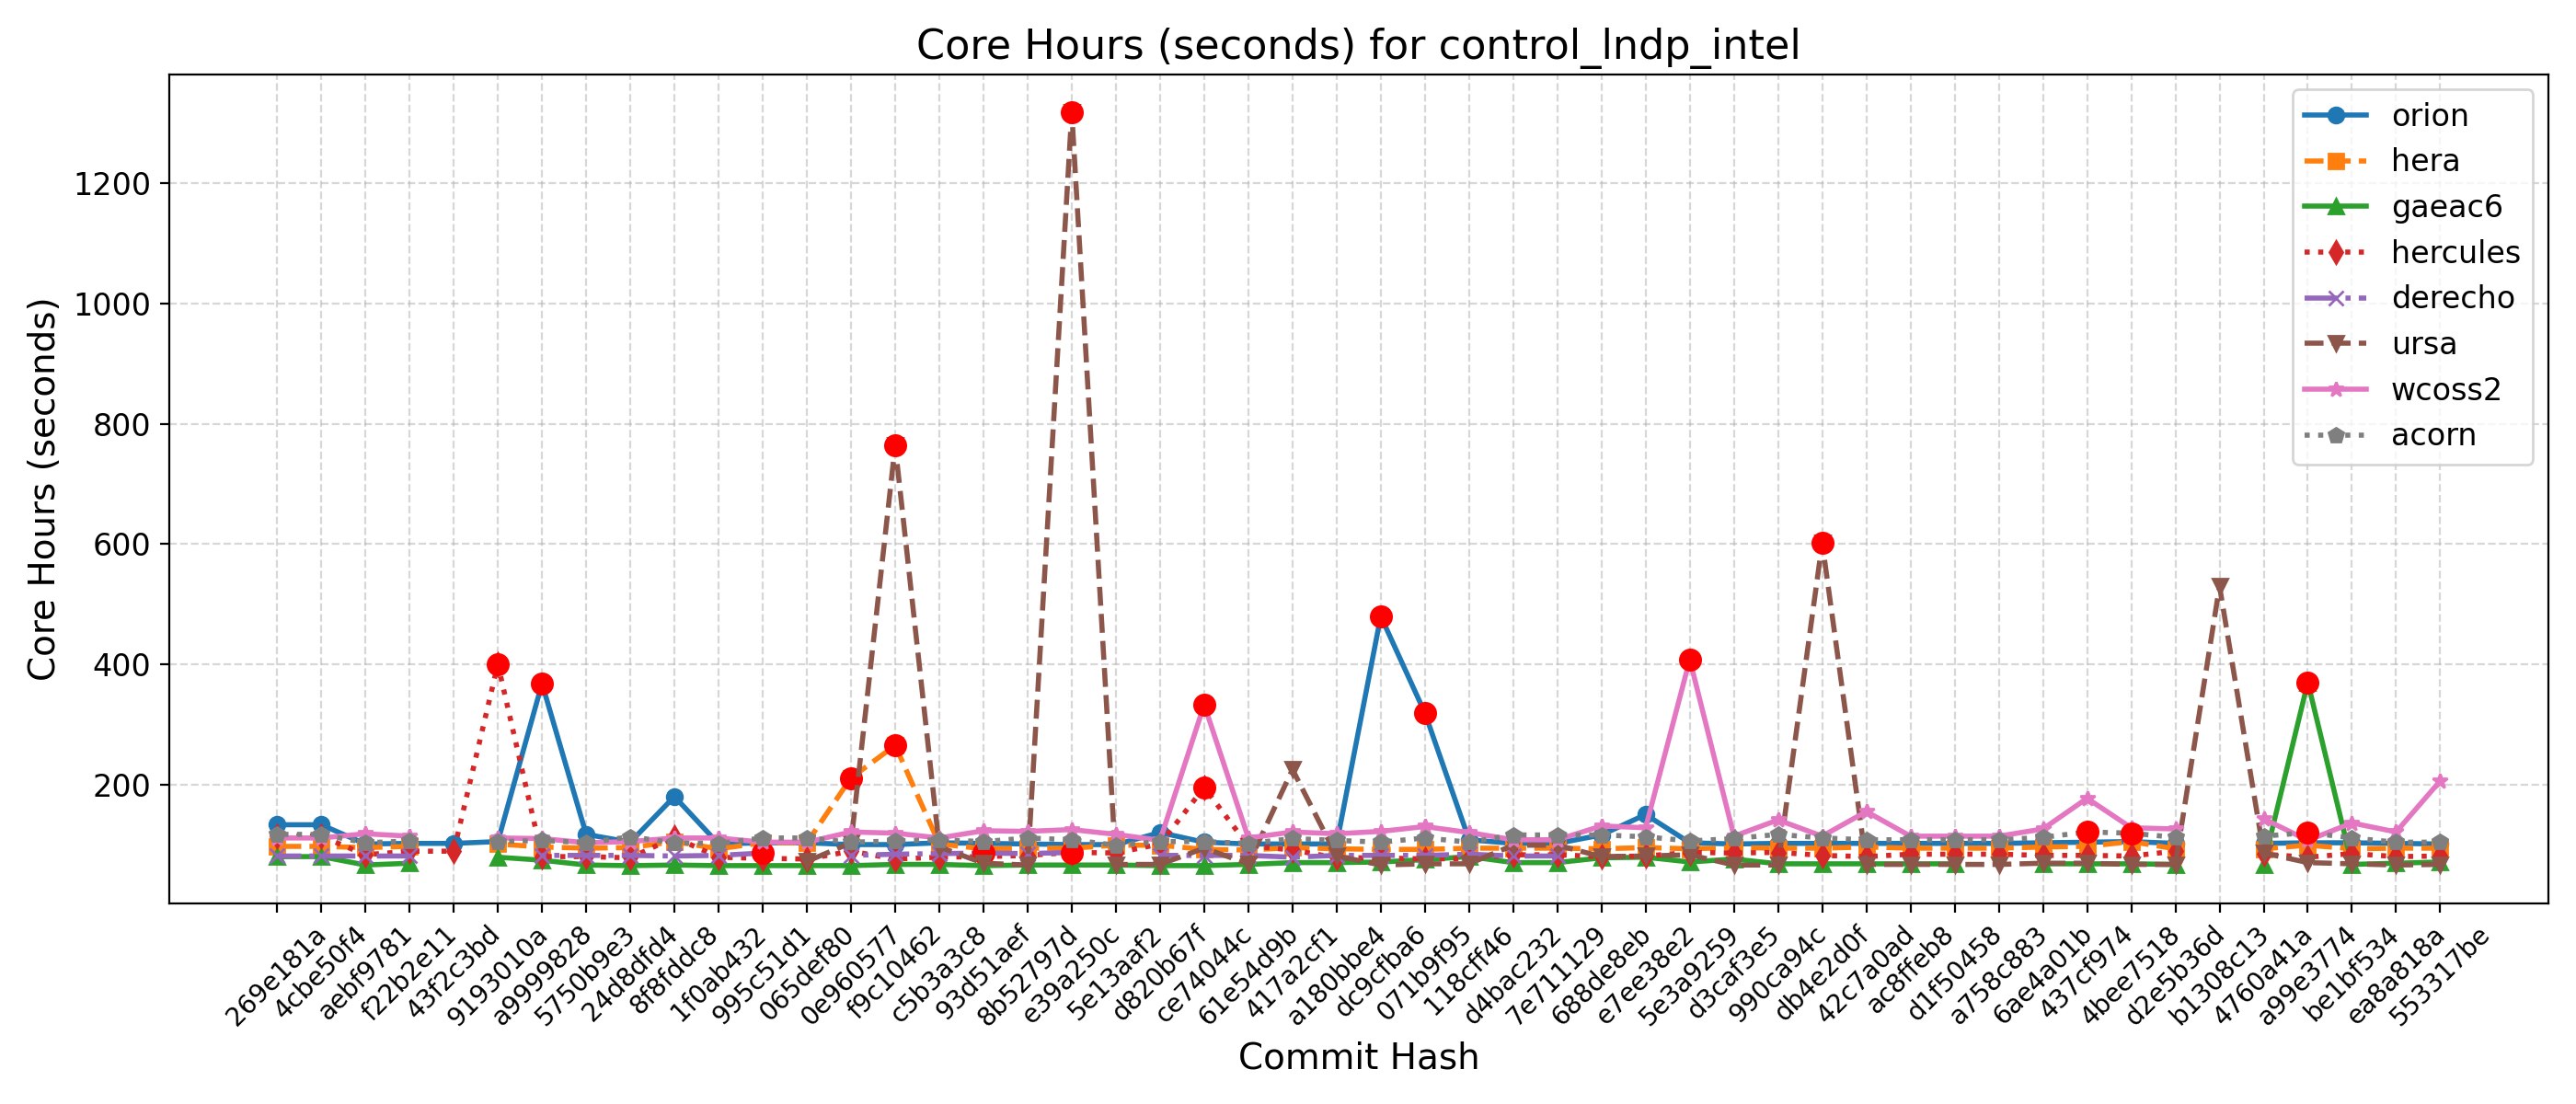 Core Hours (seconds) for control_lndp_intel
Core Hours (seconds)
1200
1000
800
600
400
200
orion
hera
gaeac6
hercules
derecho
ursa
wcoss2
acorn
269e181a
4cbe50f4
aebf9781
f22b2e11
43f2c3bd
9193010a
a9999828
5750b9e3
24d8dfd4
8f8fddc8
1f0ab432
995c51d1
065def80
0e960577
f9c10462
c5b3a3c8
93d51aef
8b52797d
e39a250c
5e13aaf2
d820b67f
ce74044c
61e54d9b
417a2cf1
a180bbe4
dc9cfba6
071b9f95
118cff46
d4bac232
7e711129
688de8eb
e7ee38e2
5e3a9259
d3caf3e5
990ca94c
db4e2d0f
42c7a0ad
ac8ffeb8
d1f50458
a758c883
6ae4a01b
437cf974
4bee7518
d2e5b36d
b1308c13
4760a41a
a99e3774
be1bf534
ea8a818a
553317be
Commit Hash